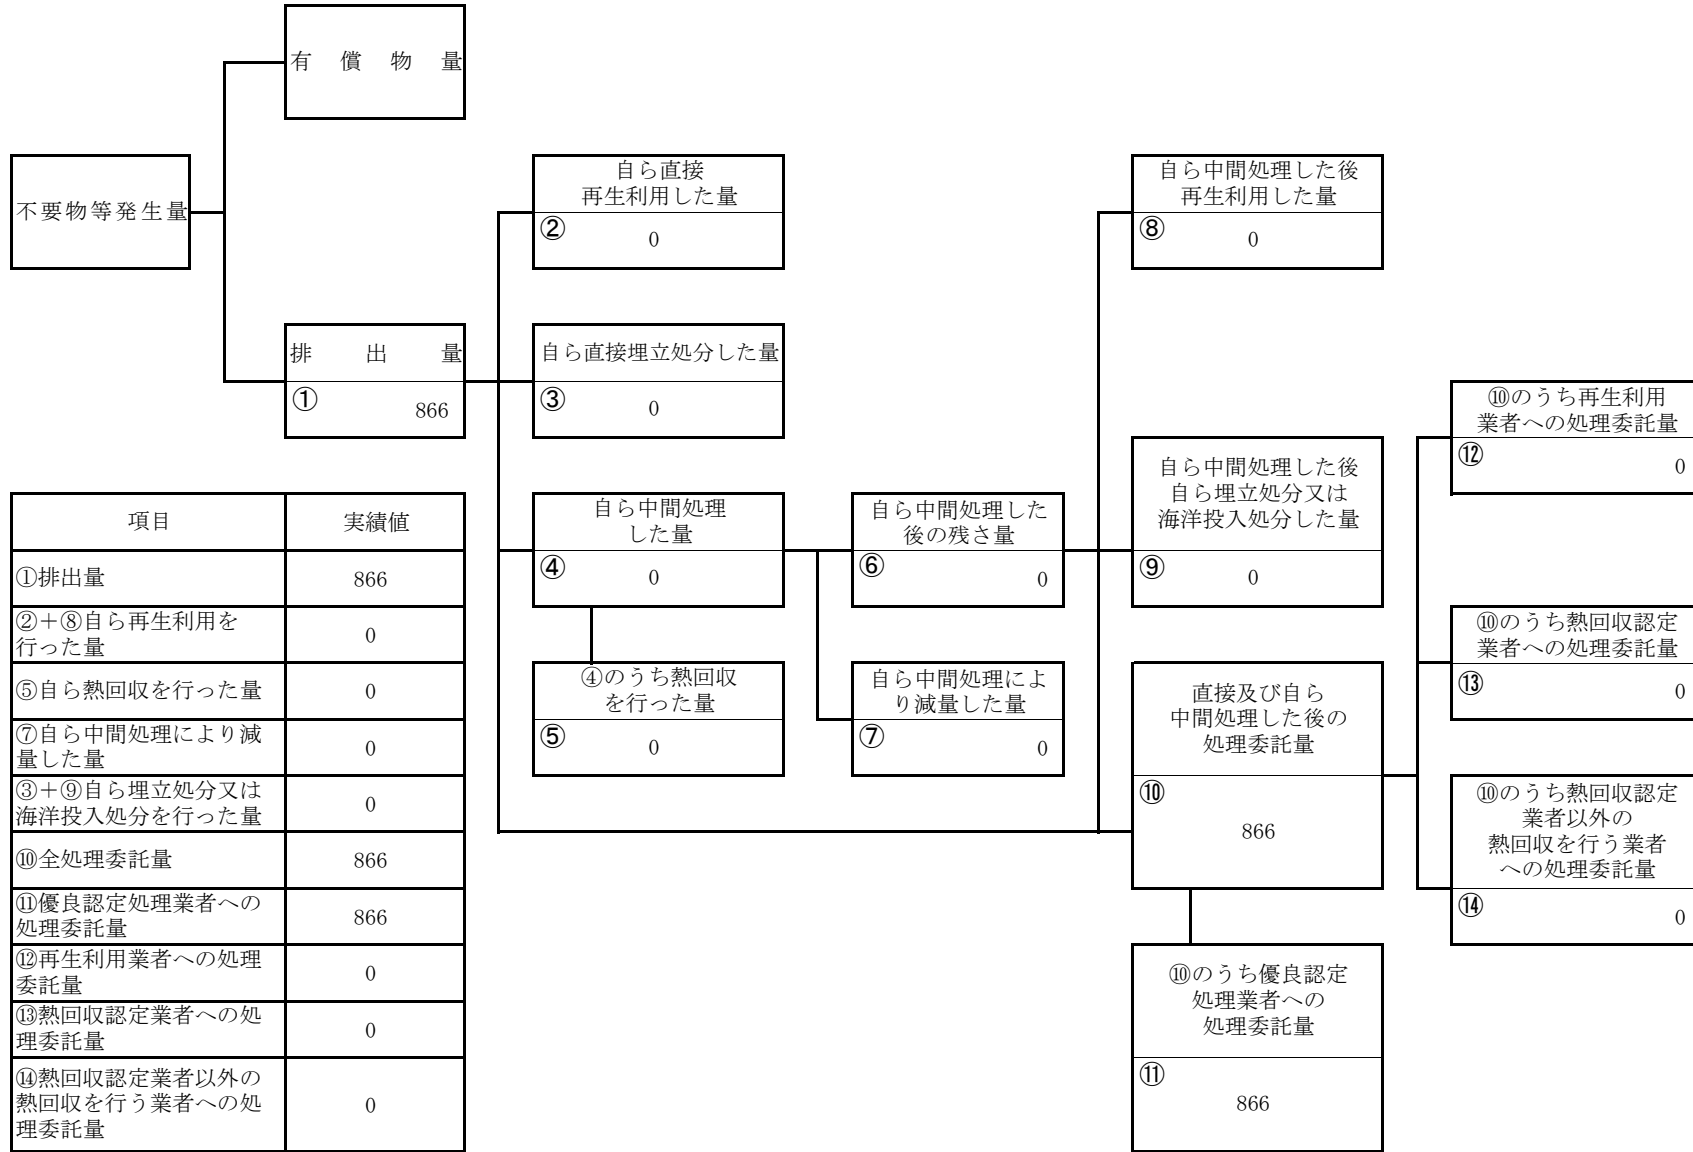 有償物量
不要物等発生量
排出量
①
866
自ら直接
再生利用した量
②
0
自ら直接埋立処分した量
③
0
自ら中間処理
した量
④
0
④のうち熱回収
を行った量
⑤
0
自ら中間処理した
後の残さ量
⑥
0
自ら中間処理によ
り減量した量
⑦
0
自ら中間処理した後
再生利用した量
⑧
0
自ら中間処理した後
自ら埋立処分又は
海洋投入処分した量
⑨
0
直接及び自ら
中間処理した後の
処理委託量
⑩
866
⑩のうち優良認定
処理業者への
処理委託量
⑪
866
⑩のうち再生利用
業者への処理委託量
⑫
0
⑩のうち熱回収認定
業者への処理委託量
⑬
0
⑩のうち熱回収認定
業者以外の
熱回収を行う業者
への処理委託量
⑭
0
項目 実績値
①排出量 866
②+⑧自ら再生利用を
行った量 0
⑤自ら熱回収を行った量 0
⑦自ら中間処理により減
量した量 0
③+⑨自ら埋立処分又は
海洋投入処分を行った量 0
⑩全処理委託量 866
⑪優良認定処理業者への
処理委託量 866
⑫再生利用業者への処理
委託量 0
⑬熱回収認定業者への処
理委託量 0
⑭熱回収認定業者以外の
熱回収を行う業者への処
理委託量 0